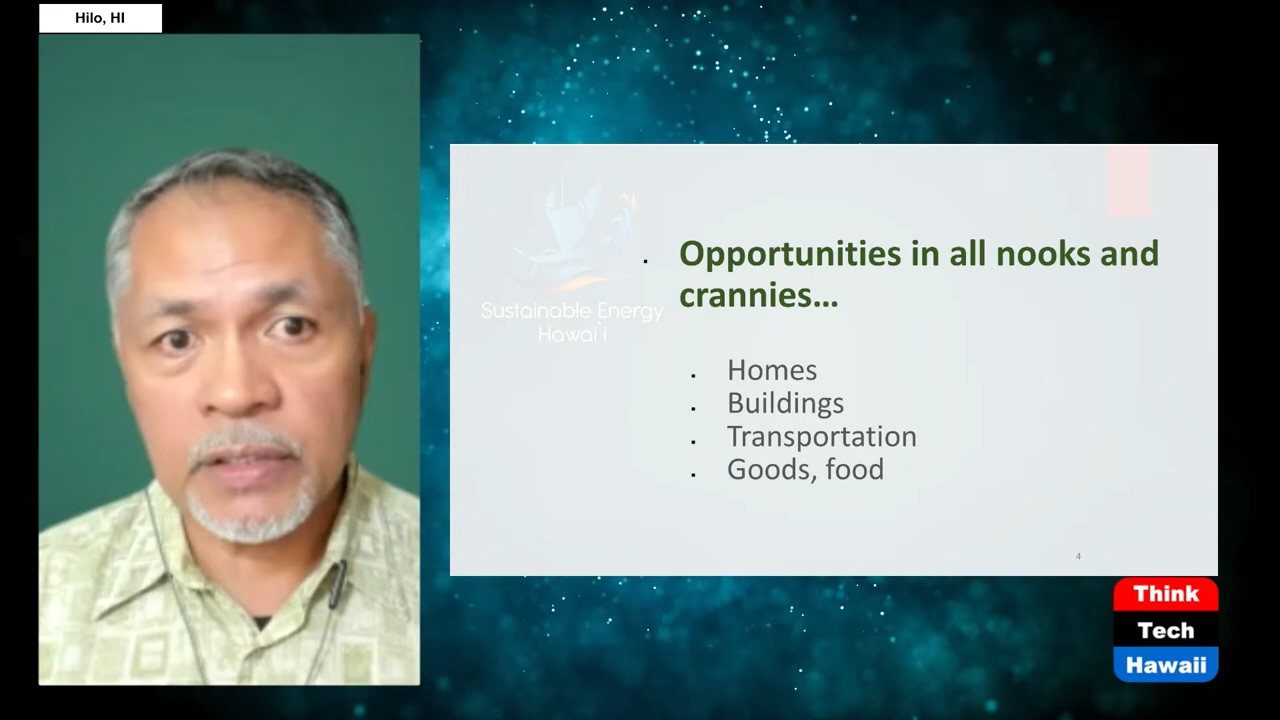 Hilo, HI
Sustainable Energy
Hawai`i
Opportunities in all nooks and
crannies...
Homes
Buildings
Transportation
Goods, food
4
Think
Tech
Hawaii